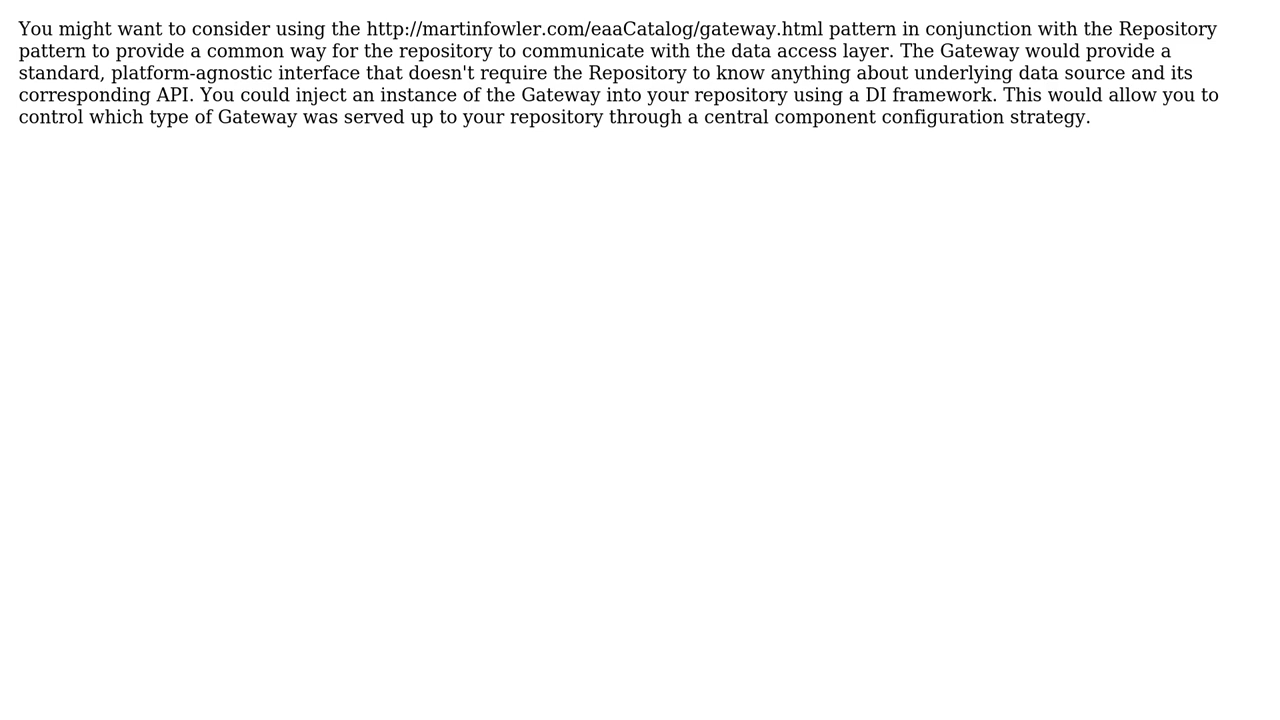 You might want to consider using the http://martinfowler.com/eaaCatalog/gateway.html pattern in conjunction with the Repository
pattern to provide a common way for the repository to communicate with the data access layer. The Gateway would provide a
standard, platform-agnostic interface that doesn't require the Repository to know anything about underlying data source and its
corresponding API. You could inject an instance of the Gateway into your repository using a DI framework. This would allow you to
control which type of Gateway was served up to your repository through a central component configuration strategy.